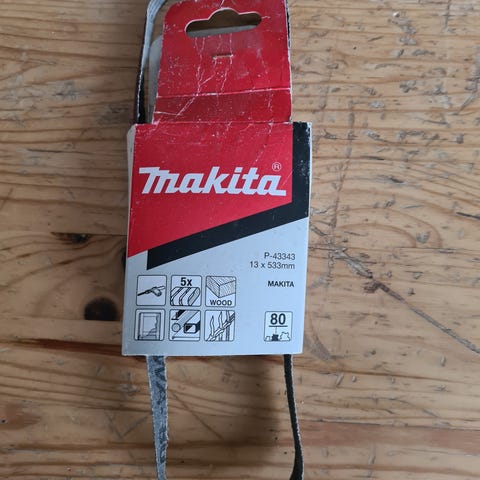 makita®
P-43343
13 x 533mm
MAKITA
5x
WOOD
80